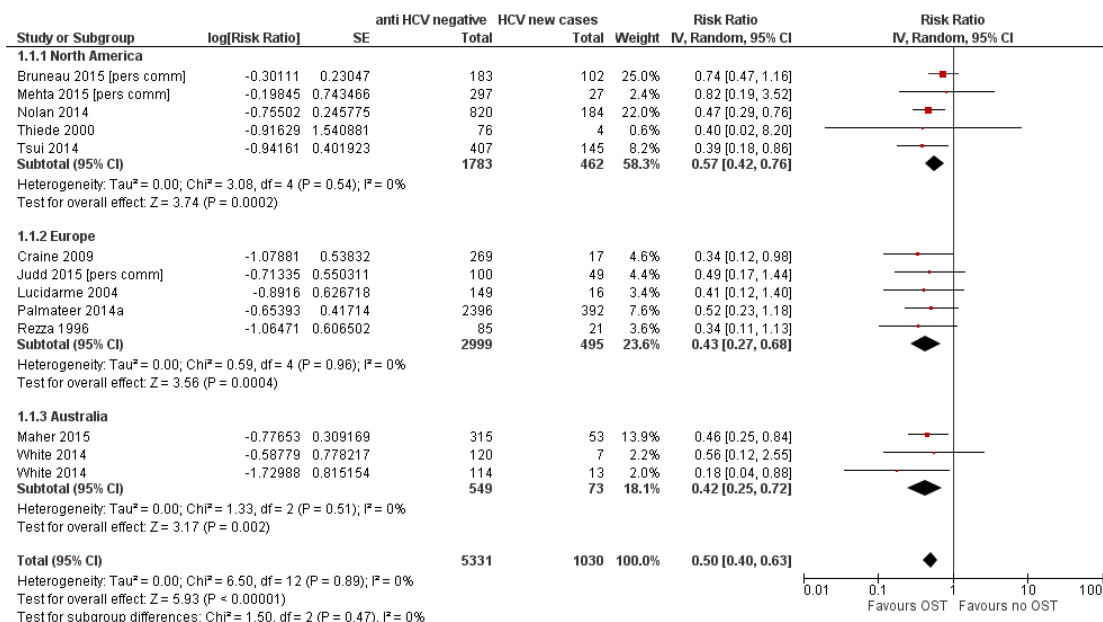 anti HCV negative HCV new cases Risk Ratio Risk Ratio
Study or Subgroup log[Risk Ratio] SE Total Total Weight IV, Random, 95% CI IV, Random, 95% CI
1.1.1 North America
Bruneau 2015 [pers comm] -0.30111 0.23047 183 102 25.0% 0.74 [0.47, 1.16]
Mehta 2015 [pers comm] -0.19845 0.743466 297 27 2.4% 0.82 [0.19, 3.52]
Nolan 2014 -0.75502 0.245775 820 184 22.0% 0.47 [0.29, 0.76]
Thiede 2000 -0.91629 1.540881 76 4 0.6% 0.40 [0.02, 8.20]
Tsui 2014 -0.94161 0.401923 407 145 8.2% 0.39 [0.18, 0.86]
Subtotal (95% CI) 1783 462 58.3% 0.57 [0.42, 0.76]
Heterogeneity: Tau² = 0.00; Chi² = 3.08, df = 4 (P = 0.54); I² = 0%
Test for overall effect: Z = 3.74 (P = 0.0002)
1.1.2 Europe
Craine 2009 -1.07881 0.53832 269 17 4.6% 0.34 [0.12, 0.98]
Judd 2015 [pers comm] -0.71335 0.550311 100 49 4.4% 0.49 [0.17, 1.44]
Lucidarme 2004 -0.8916 0.626718 149 16 3.4% 0.41 [0.12, 1.40]
Palmateer 2014a -0.65393 0.41714 2396 392 7.6% 0.52 [0.23, 1.18]
Rezza 1996 -1.06471 0.606502 85 21 3.6% 0.34 [0.11, 1.13]
Subtotal (95% CI) 2999 495 23.6% 0.43 [0.27, 0.68]
Heterogeneity: Tau² = 0.00; Chi² = 0.59, df = 4 (P = 0.96); I² = 0%
Test for overall effect: Z = 3.56 (P = 0.0004)
1.1.3 Australia
Maher 2015 -0.77653 0.309169 315 53 13.9% 0.46 [0.25, 0.84]
White 2014 -0.58779 0.778217 120 7 2.2% 0.56 [0.12, 2.55]
White 2014 -1.72988 0.815154 114 13 2.0% 0.18 [0.04, 0.88]
Subtotal (95% CI) 549 73 18.1% 0.42 [0.25, 0.72]
Heterogeneity: Tau² = 0.00; Chi² = 1.33, df = 2 (P = 0.51); I² = 0%
Test for overall effect: Z = 3.17 (P = 0.002)
Total (95% CI) 5331 1030 100.0% 0.50 [0.40, 0.63]
Heterogeneity: Tau² = 0.00; Chi² = 6.50, df = 12 (P = 0.89); I² = 0%
Test for overall effect: Z = 5.93 (P < 0.00001)
Test for subgroup differences: Chi² = 1.50, df = 2 (P = 0.47), I² = 0%
0.01 0.1 1 10 100
Favours OST Favours no OST